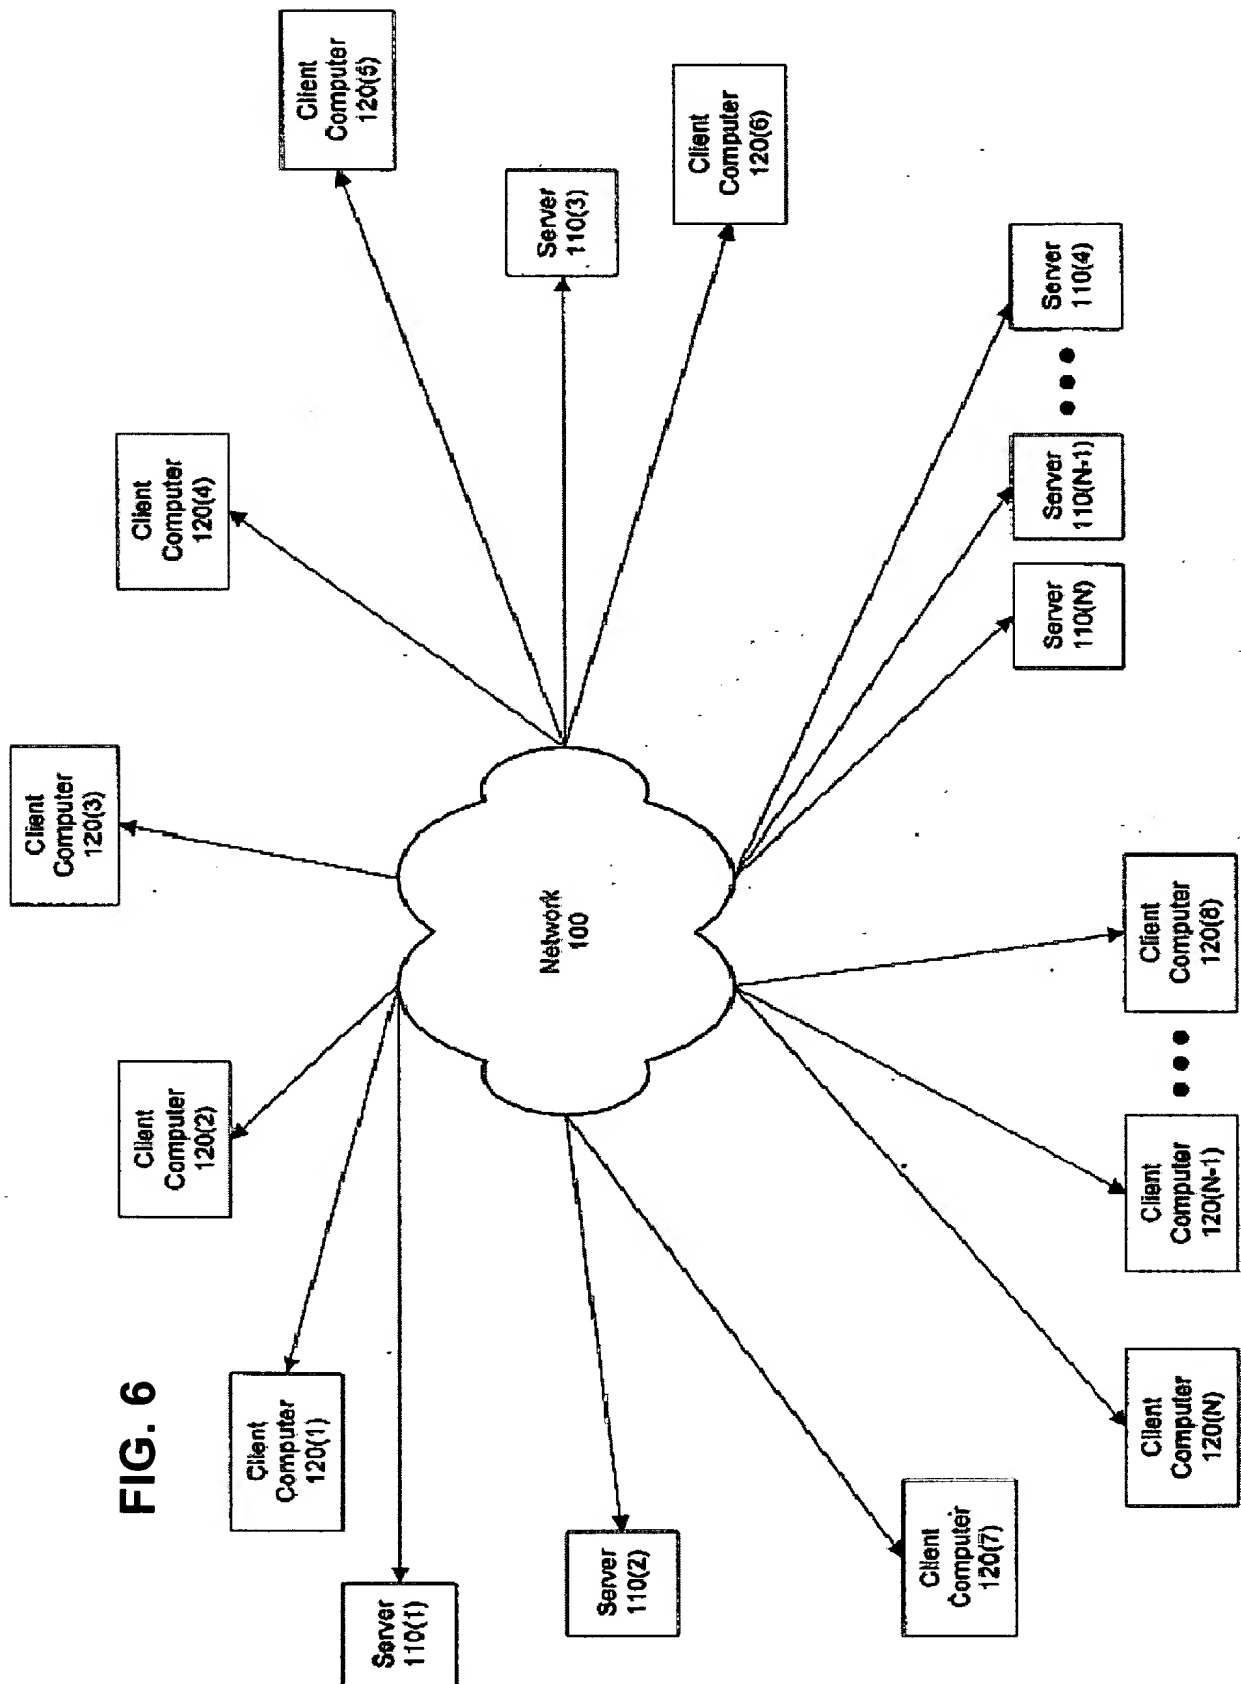 FIG. 6
Server
110(1)
Client
Computer
120(1)
Client
Computer
120(2)
Client
Computer
120(3)
Client
Computer
120(4)
Client
Computer
120(5)
Server
110(2)
Network
100
Server
110(3)
Client
Computer
120(6)
Client
Computer
120(7)
Server
110(N)
Server
110(N-1)
Server
110(4)
Client
Computer
120(N)
Client
Computer
120(N-1)
Client
Computer
120(8)